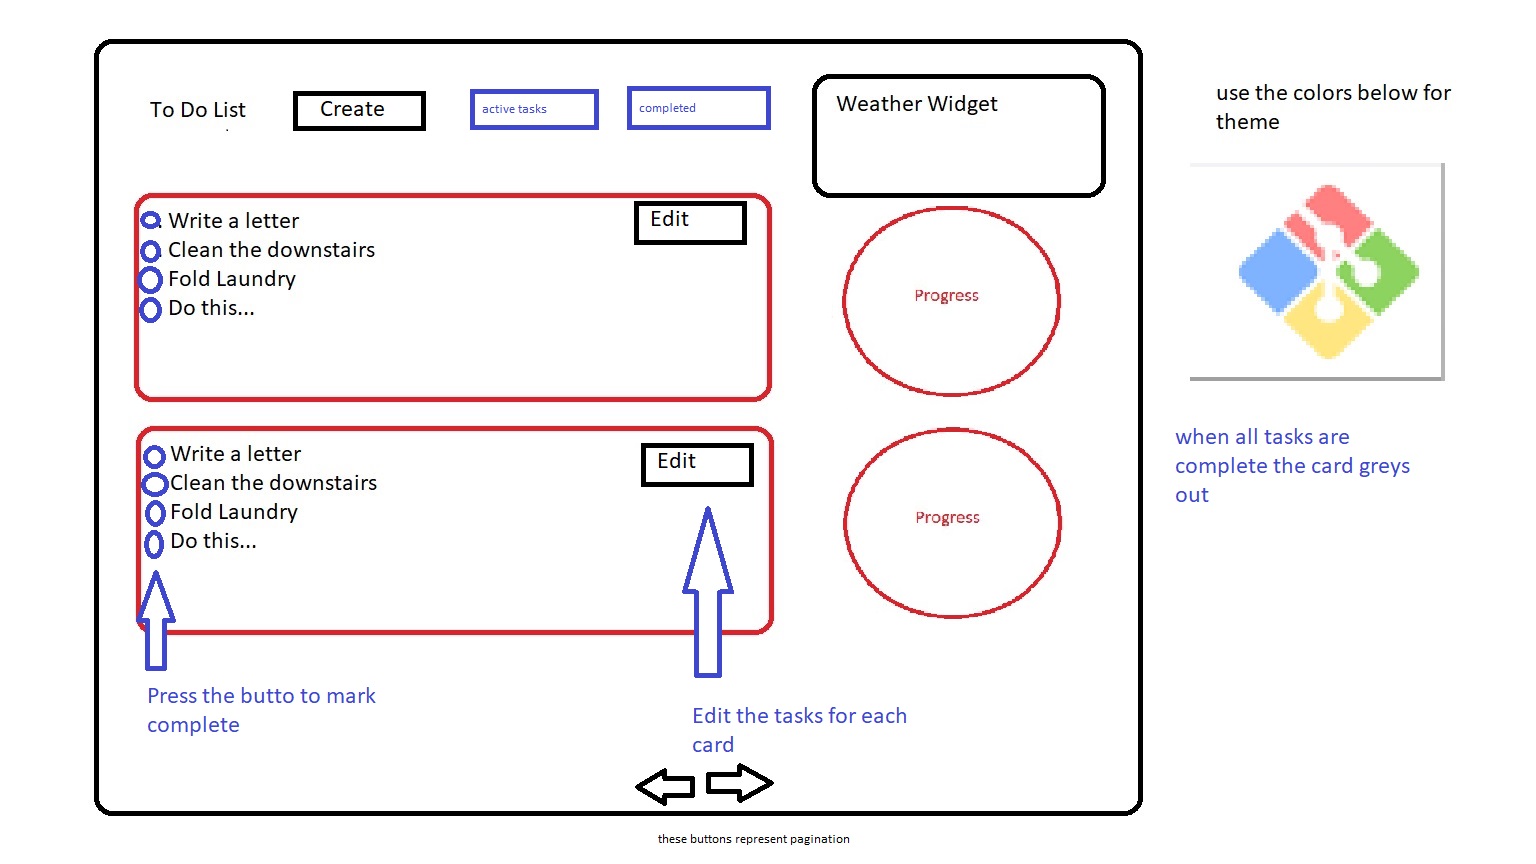 To Do List
Create
active tasks
completed
Weather Widget
use the colors below for
theme
Write a letter
Clean the downstairs
Fold Laundry
Do this...
Edit
Progress
when all tasks are
complete the card greys
out
Write a letter
Clean the downstairs
Fold Laundry
Do this...
Edit
Progress
Press the butto to mark
complete
Edit the tasks for each
card
these buttons represent pagination